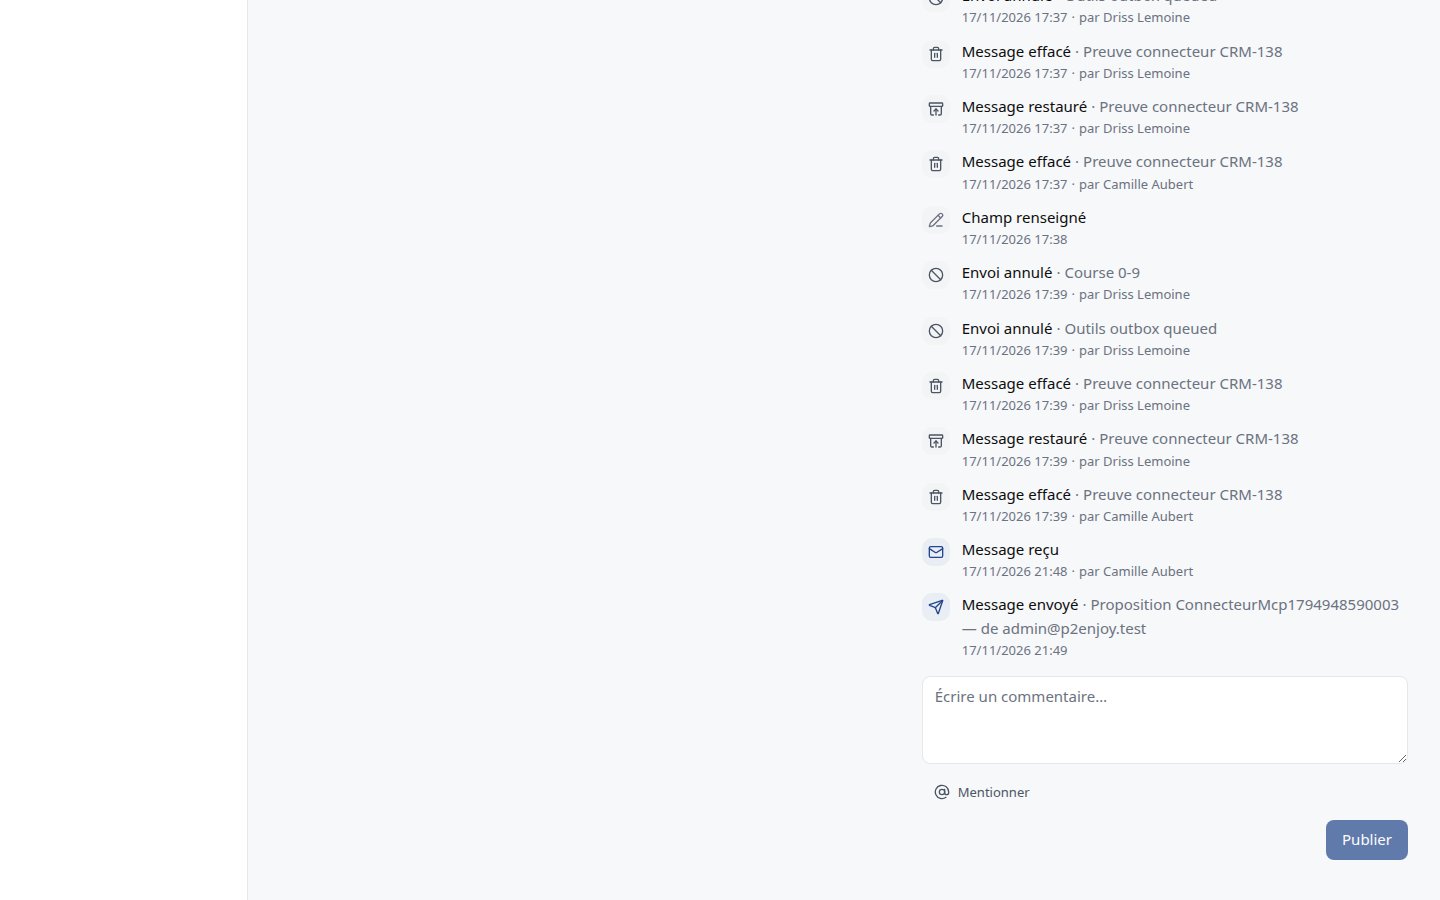 Envoi annulé · Outils outbox queued
17/11/2026 17:37 · par Driss Lemoine
Message effacé · Preuve connecteur CRM-138
17/11/2026 17:37 · par Driss Lemoine
Message restauré · Preuve connecteur CRM-138
17/11/2026 17:37 · par Driss Lemoine
Message effacé · Preuve connecteur CRM-138
17/11/2026 17:37 · par Camille Aubert
Champ renseigné
17/11/2026 17:38
Envoi annulé · Course 0-9
17/11/2026 17:39 · par Driss Lemoine
Envoi annulé · Outils outbox queued
17/11/2026 17:39 · par Driss Lemoine
Message effacé · Preuve connecteur CRM-138
17/11/2026 17:39 · par Driss Lemoine
Message restauré · Preuve connecteur CRM-138
17/11/2026 17:39 · par Driss Lemoine
Message effacé · Preuve connecteur CRM-138
17/11/2026 17:39 · par Camille Aubert
Message reçu
17/11/2026 21:48 · par Camille Aubert
Message envoyé · Proposition ConnecteurMcp1794948590003
— de admin@p2enjoy.test
17/11/2026 21:49
Écrire un commentaire...
Mentionner
Publier